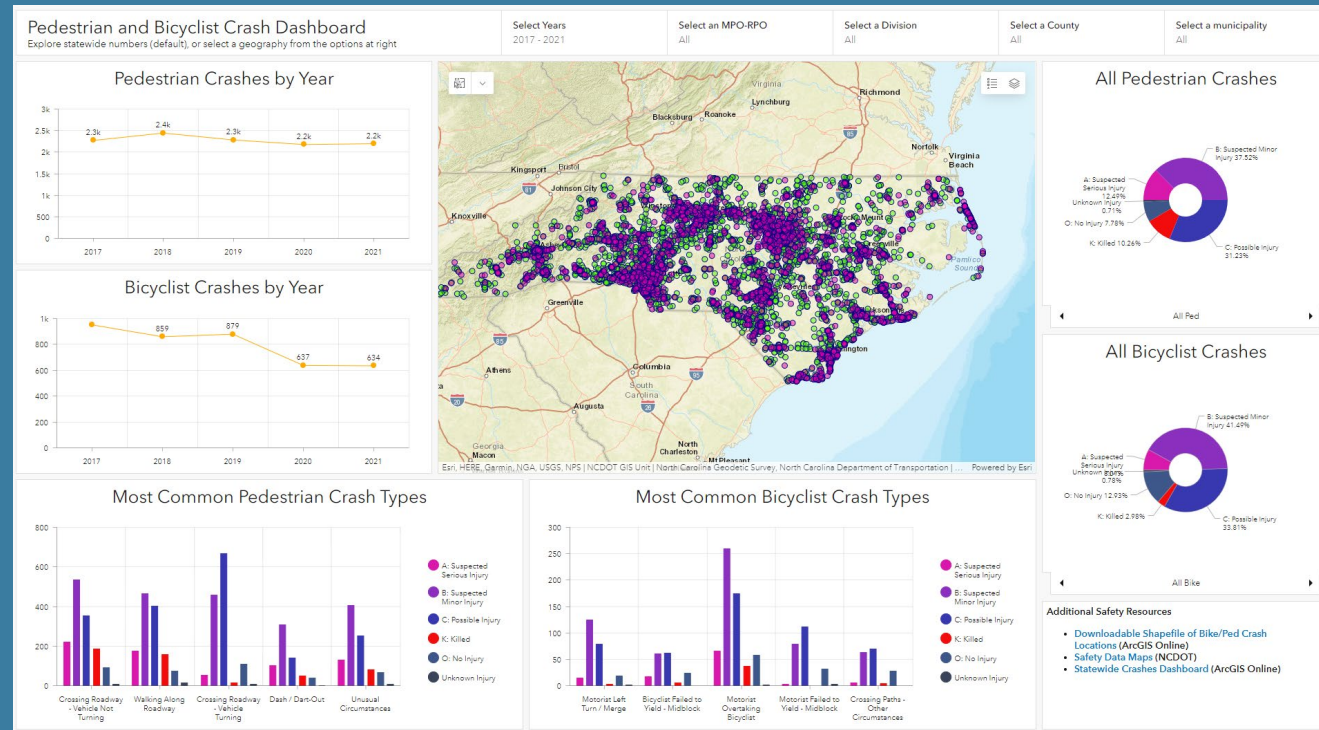 Pedestrian and Bicyclist Crash Dashboard
Explore statewide numbers (default), or select a geography from the options at right
Select Years
2017 - 2021
Select an MPO-RPO
All
Select a Division
All
Select a County
All
Select a municipality
All
Pedestrian Crashes by Year
3k
2.5k
2k
1.5k
1k
500
0
2.3k
2.4k
2.3k
2.2k
2.2k
2017
2018
2019
2020
2021
Bicyclist Crashes by Year
1k
800
600
400
200
0
859
879
637
634
2017
2018
2019
2020
2021
Virginia
Richmond
Lynchburg
Blacksburg
Roanoke
85
Norfolk
Virginia
Beach
Kingsport
Bristol
81
Johnson City
Knoxville
Pamlico
Sound
Greenville
85
Athens
Columbia
95
South
Carolina
20
26
Augusta
Georgia
Macon
North
Charleston
Mt Pleasant
Esri, HERE, Garmin, NGA, USGS, NPS | NCDOT GIS Unit | North Carolina Geodetic Survey, North Carolina Department of Transportation | ...
Powered by Esri
All Pedestrian Crashes
B: Suspected Minor
Injury 37.52%
A: Suspected
Serious Injury
12.49%
Unknown Injury
0.71%
O: No Injury 7.78%
K: Killed 10.26%
C: Possible Injury
31.23%
All Ped
All Bicyclist Crashes
B: Suspected Minor
Injury 41.49%
A: Suspected
Serious Injury
Unknown
0.78%
O: No Injury 12.93%
K: Killed 2.98%
C: Possible Injury
33.81%
All Bike
Most Common Pedestrian Crash Types
800
600
400
200
0
Crossing Roadway
- Vehicle Not
Turning
Walking Along
Roadway
Crossing Roadway
- Vehicle
Turning
Dash / Dart-Out
Unusual
Circumstances
A: Suspected
Serious Injury
B: Suspected
Minor Injury
C: Possible Injury
K: Killed
O: No Injury
Unknown Injury
Most Common Bicyclist Crash Types
300
250
200
150
100
50
0
Motorist Left
Turn / Merge
Bicyclist Failed to
Yield - Midblock
Motorist
Overtaking
Bicyclist
Motorist Failed to
Yield - Midblock
Crossing Paths -
Other
Circumstances
A: Suspected
Serious Injury
B: Suspected
Minor Injury
C: Possible Injury
K: Killed
O: No Injury
Unknown Injury
Additional Safety Resources
Downloadable Shapefile of Bike/Ped Crash
Locations (ArcGIS Online)
Safety Data Maps (NCDOT)
Statewide Crashes Dashboard (ArcGIS Online)